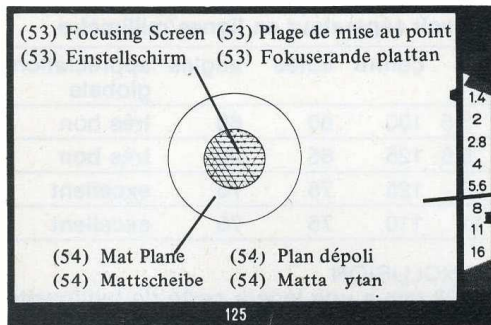 (53) Focusing Screen (53) Plage de mise au point
(53) Einstellschirm (53) Fokuserande plattan
1.4
2
2.8
4
5.6
8
11
16
(54) Mat Plane (54) Plan dépoli
(54) Mattscheibe (54) Matta ytan
125